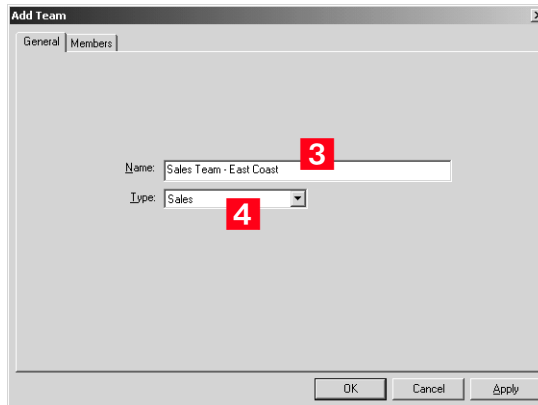 Add Team
General Members
3
Name: Sales Team - East Coast
Type: Sales
4
OK Cancel Apply